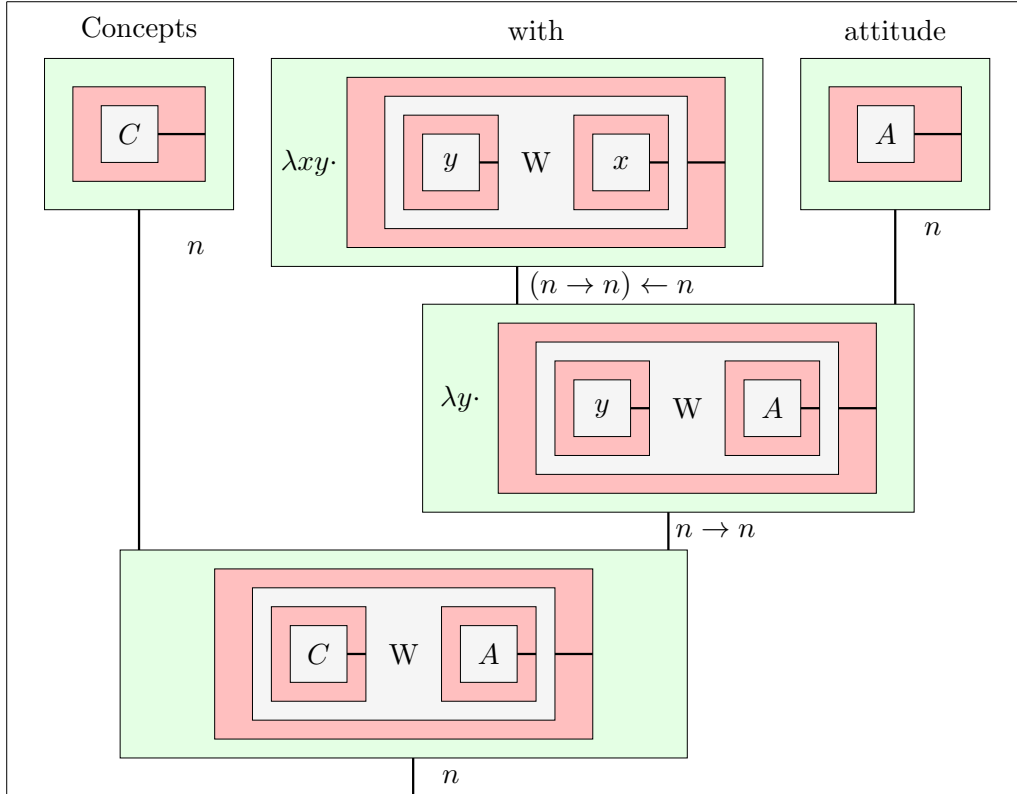 Concepts with attitude
C λxy· y W x A
n n
(n → n) ← n
λy· y W A
n → n
C W A
n